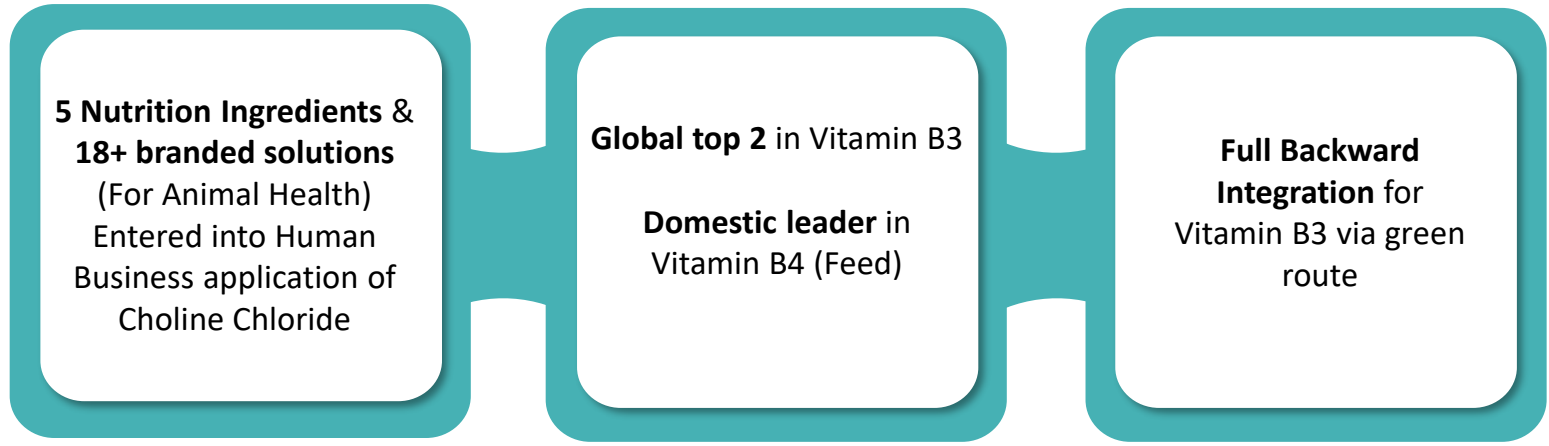 5 Nutrition Ingredients &
18+ branded solutions
(For Animal Health)
Entered into Human
Business application of
Choline Chloride
Global top 2 in Vitamin B3
Domestic leader in
Vitamin B4 (Feed)
Full Backward
Integration for
Vitamin B3 via green
route